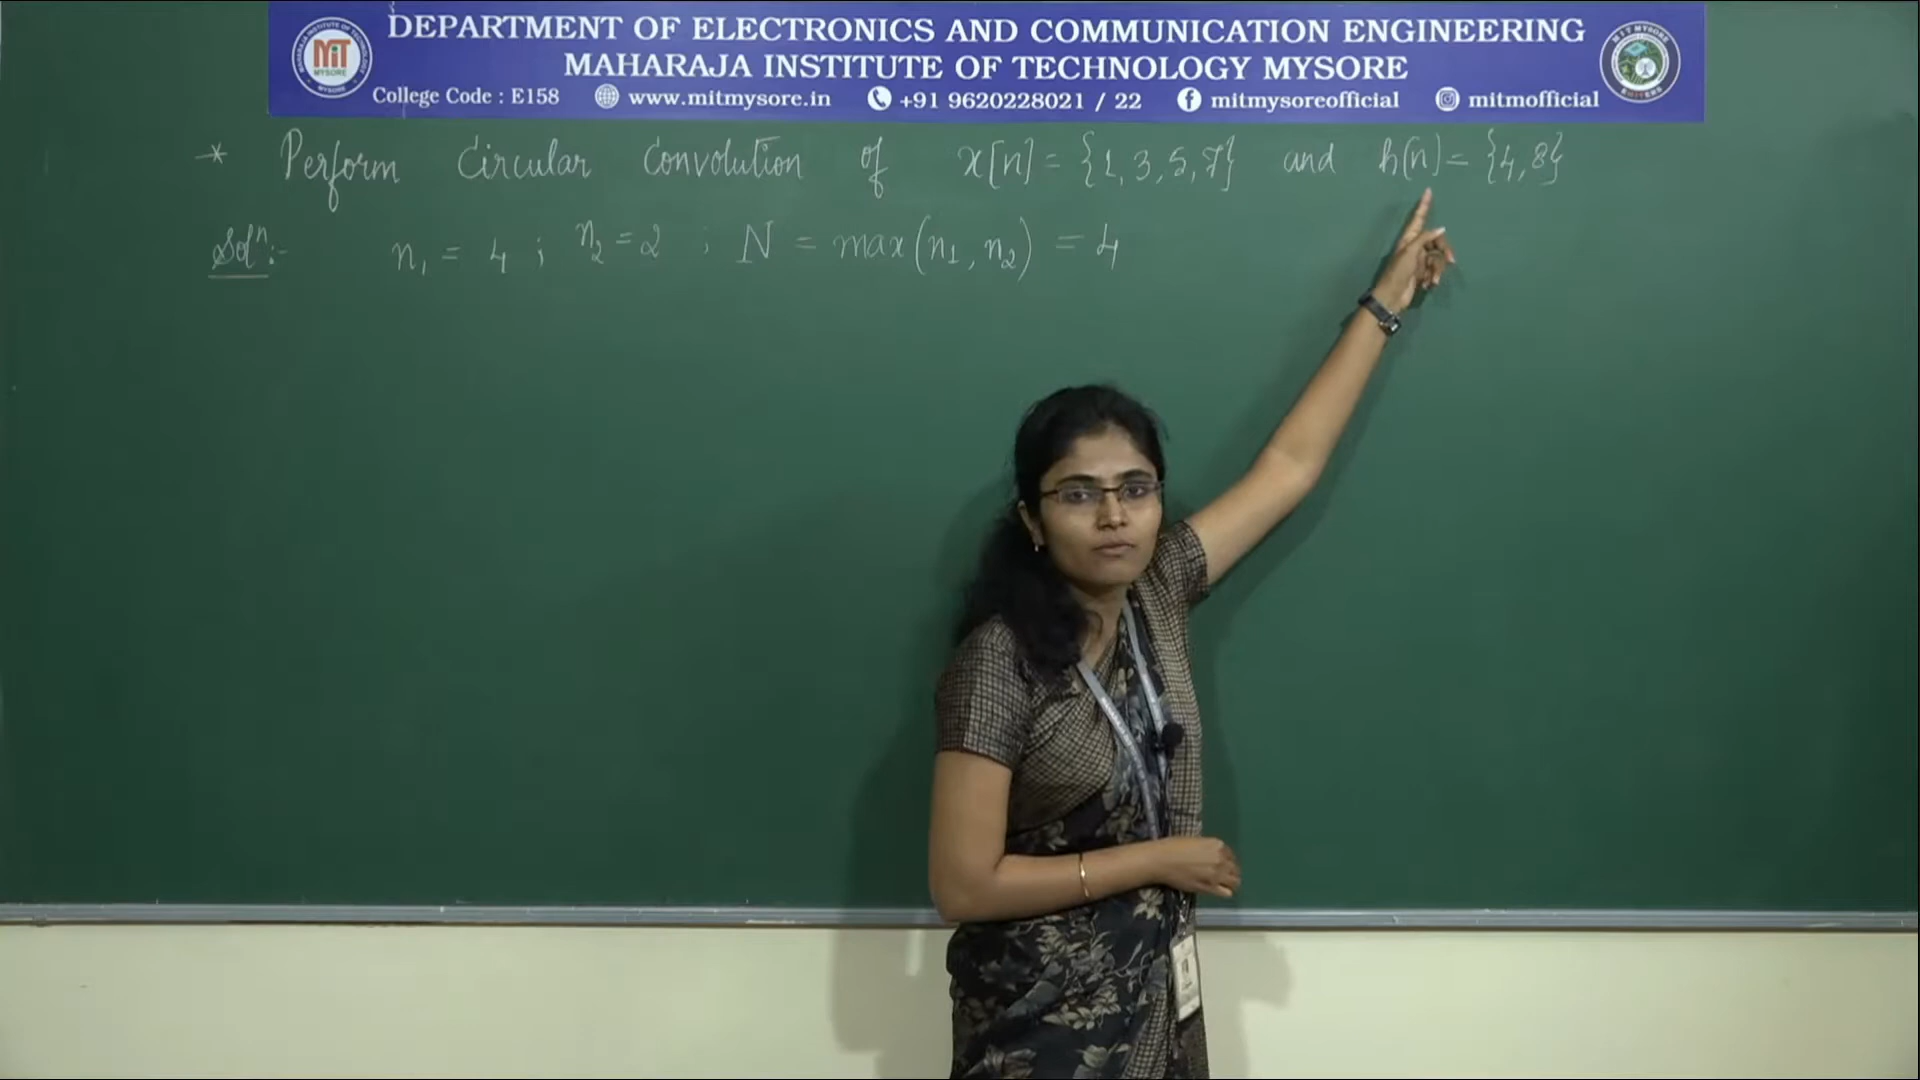 DEPARTMENT OF ELECTRONICS AND COMMUNICATION ENGINEERING
MAHARAJA INSTITUTE OF TECHNOLOGY MYSORE
College Code : E158 www.mitmysore.in +91 9620228021 / 22 mitmysoreofficial mitmofficial
MIT
MYSORE
* Perform Circular Convolution of x[n] = {1, 3, 5, 7} and h[n] = {4, 8}
Solⁿ:- n₁ = 4 ; n₂ = 2 ; N = max(n₁, n₂) = 4